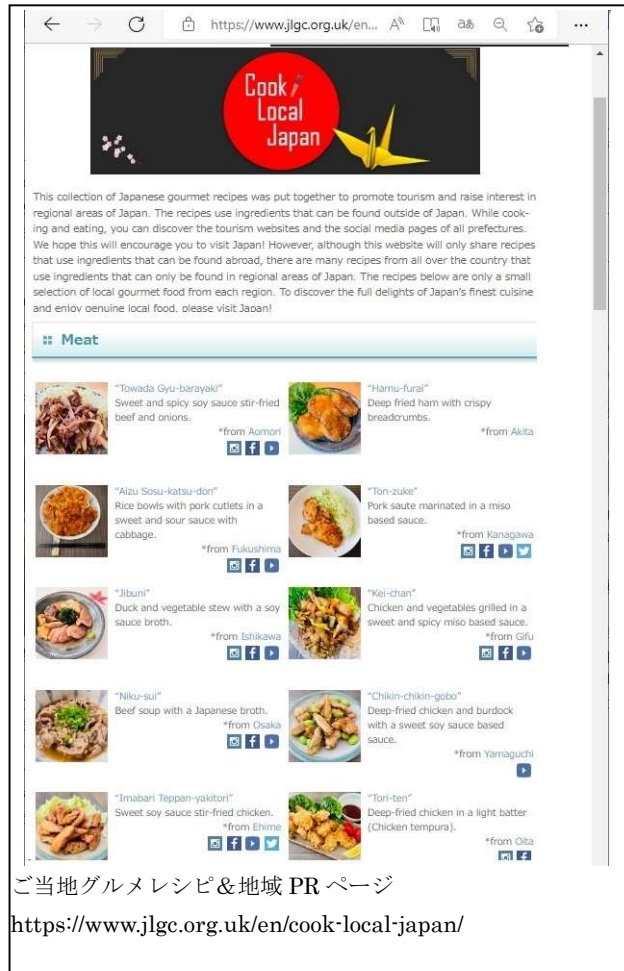 https://www.jlgc.org.uk/en...
Cook
Local
Japan
This collection of Japanese gourmet recipes was put together to promote tourism and raise interest in
regional areas of Japan. The recipes use ingredients that can be found outside of Japan. While cook-
ing and eating, you can discover the tourism websites and the social media pages of all prefectures.
We hope this will encourage you to visit Japan! However, although this website will only share recipes
that use ingredients that can be found abroad, there are many recipes from all over the country that
use ingredients that can only be found in regional areas of Japan. The recipes below are only a small
selection of local gourmet food from each region. To discover the full delights of Japan's finest cuisine
and enjoy genuine local food, please visit Japan!
Meat
"Towada Gyu-barayaki"
Sweet and spicy soy sauce stir-fried
beef and onions.
*from Aomori
"Hamu-furai"
Deep fried ham with crispy
breadcrumbs.
*from Akita
"Aizu Sosu-katsu-don"
Rice bowls with pork cutlets in a
sweet and sour sauce with
cabbage.
*from Fukushima
"Ton-zuke"
Pork saute marinated in a miso
based sauce.
*from Kanagawa
"Jibuni"
Duck and vegetable stew with a soy
sauce broth.
*from Ishikawa
"Kei-chan"
Chicken and vegetables grilled in a
sweet and spicy miso based sauce.
*from Gifu
"Niku-sui"
Beef soup with a Japanese broth.
*from Osaka
"Chikin-chikin-gobo"
Deep-fried chicken and burdock
with a sweet soy sauce based
sauce.
*from Yamaguchi
"Imabari Teppan-yakitori"
Sweet soy sauce stir-fried chicken.
*from Ehime
"Tori-ten"
Deep-fried chicken in a light batter
(Chicken tempura).
*from Oita
ご当地グルメレシピ＆地域 PR ページ
https://www.jlgc.org.uk/en/cook-local-japan/